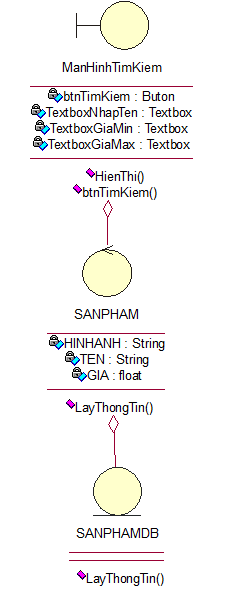 ManHinhTimKiem
btnTimKiem : Buton
TextboxNhapTen : Textbox
TextboxGiaMin : Textbox
TextboxGiaMax : Textbox
HienThi()
btnTimKiem()
SANPHAM
HINHANH : String
TEN : String
GIA : float
LayThongTin()
SANPHAMDB
LayThongTin()